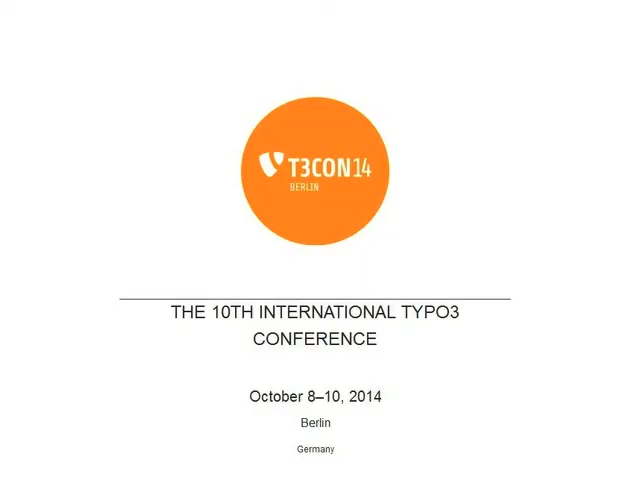 T3CON14
BERLIN
THE 10TH INTERNATIONAL TYPO3
CONFERENCE
October 8–10, 2014
Berlin
Germany